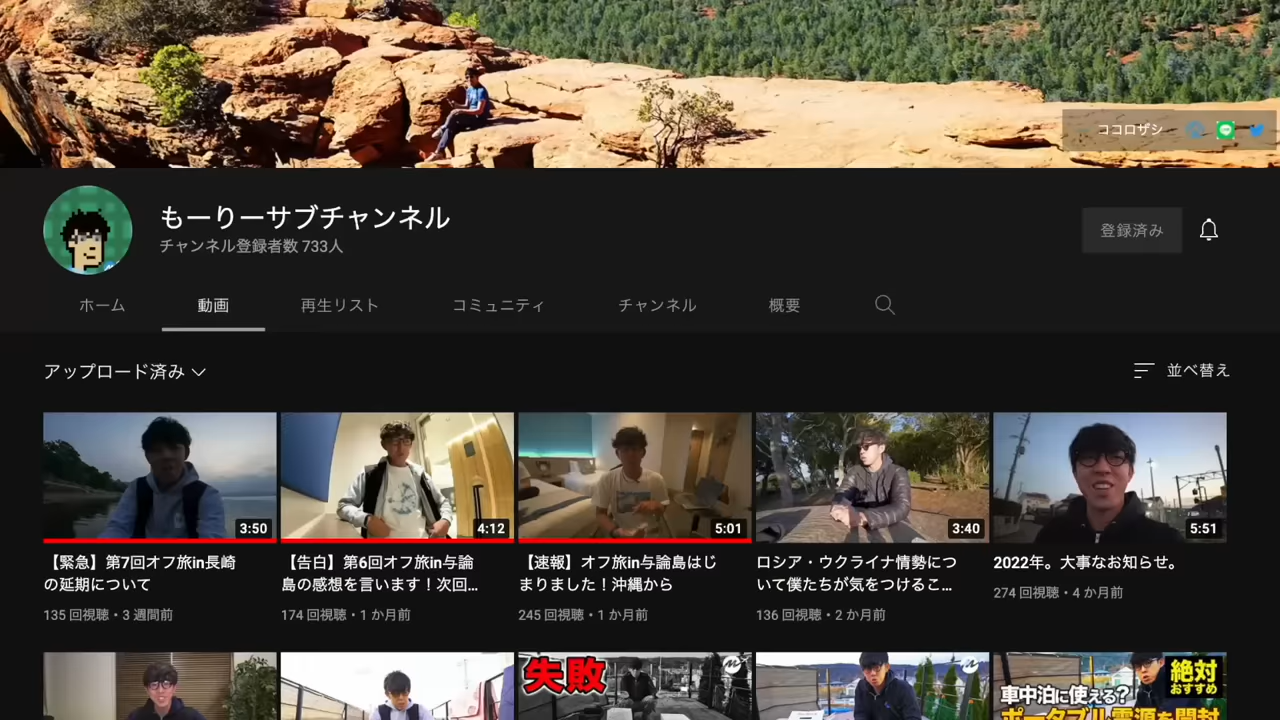 ココロザシ
もーりーサブチャンネル
チャンネル登録者数 733人
登録済み
ホーム
動画
再生リスト
コミュニティ
チャンネル
概要
アップロード済み
並べ替え
3:50
4:12
5:01
3:40
5:51
【緊急】第7回オフ旅in長崎
の延期について
135 回視聴・3 週間前
【告白】第6回オフ旅in与論
島の感想を言います！次回...
174 回視聴・1 か月前
【速報】オフ旅in与論島はじ
まりました！沖縄から
245 回視聴・1 か月前
ロシア・ウクライナ情勢につ
いて僕たちが気をつけるこ...
136 回視聴・2 か月前
2022年。大事なお知らせ。
274 回視聴・4 か月前
失敗
絶対
おすすめ
車中泊に使える?
ポータブル電源を開封